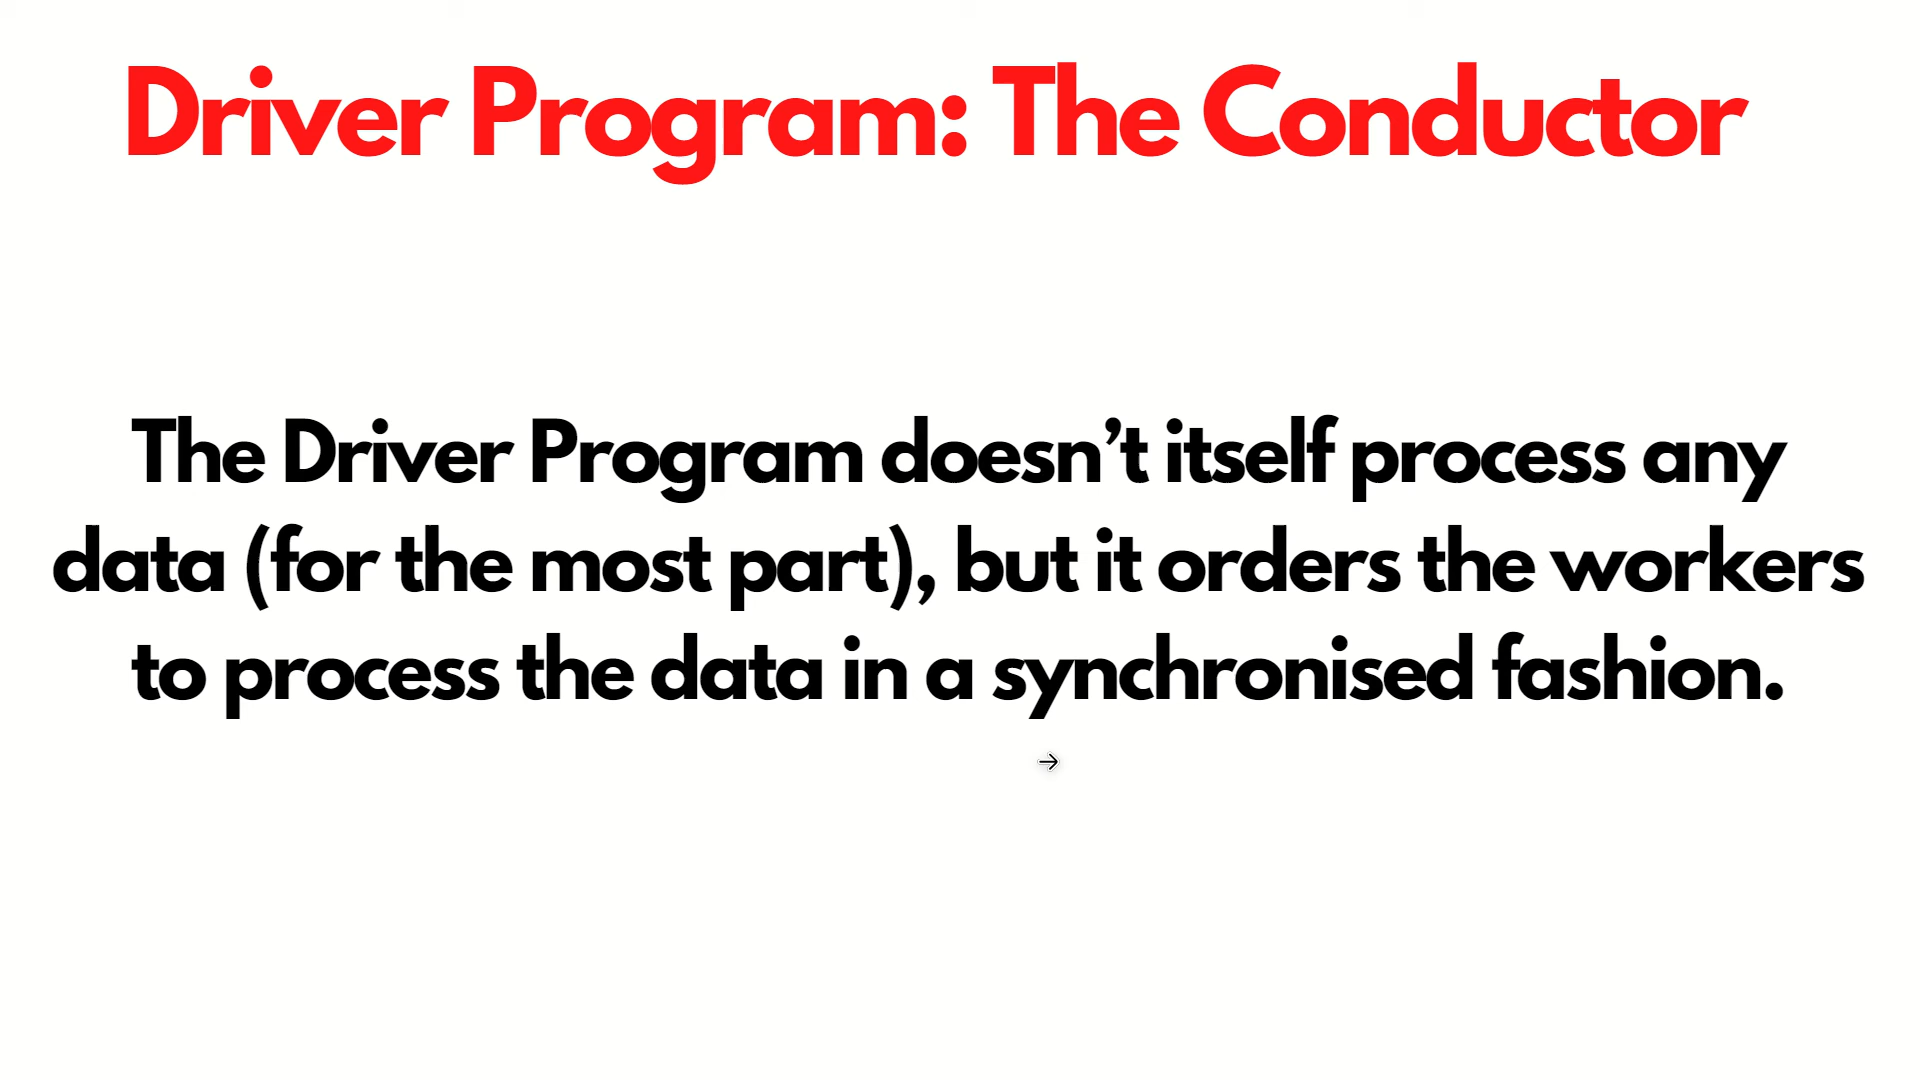 Driver Program: The Conductor
The Driver Program doesn’t itself process any
data (for the most part), but it orders the workers
to process the data in a synchronised fashion.